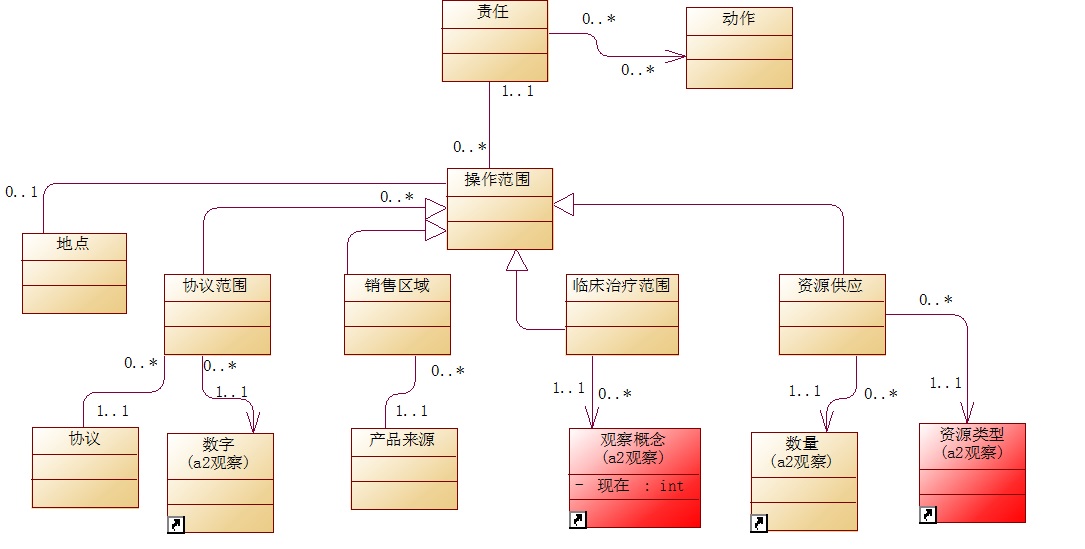 责任
动作
0..*
0..*
1..1
0..*
操作范围
0..1
0..*
地点
协议范围
销售区域
临床治疗范围
资源供应
0..*
0..*
0..*
1..1
0..*
1..1
0..*
1..1
0..*
1..1
1..1
1..1
协议
数字
(a2观察)
产品来源
观察概念
(a2观察)
- 现在 : int
数量
(a2观察)
资源类型
(a2观察)